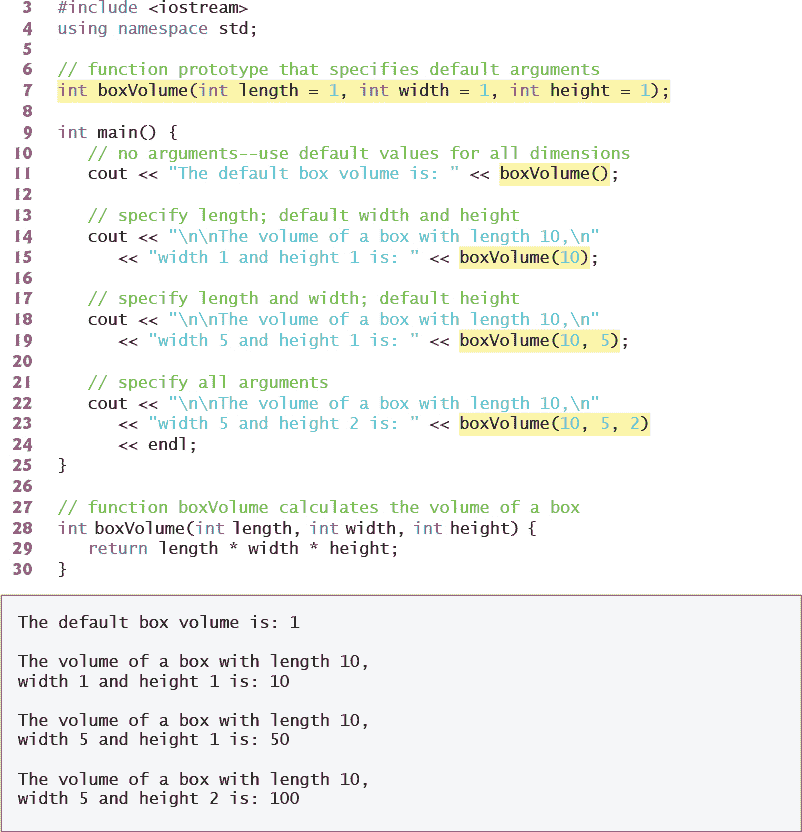 3 #include <iostream>
4 using namespace std;
5
6 // function prototype that specifies default arguments
7 int boxVolume(int length = 1, int width = 1, int height = 1);
8
9 int main() {
10 // no arguments--use default values for all dimensions
11 cout << "The default box volume is: " << boxVolume();
12
13 // specify length; default width and height
14 cout << "\n\nThe volume of a box with length 10,\n"
15 << "width 1 and height 1 is: " << boxVolume(10);
16
17 // specify length and width; default height
18 cout << "\n\nThe volume of a box with length 10,\n"
19 << "width 5 and height 1 is: " << boxVolume(10, 5);
20
21 // specify all arguments
22 cout << "\n\nThe volume of a box with length 10,\n"
23 << "width 5 and height 2 is: " << boxVolume(10, 5, 2)
24 << endl;
25 }
26
27 // function boxVolume calculates the volume of a box
28 int boxVolume(int length, int width, int height) {
29 return length * width * height;
30 }
The default box volume is: 1
The volume of a box with length 10,
width 1 and height 1 is: 10
The volume of a box with length 10,
width 5 and height 1 is: 50
The volume of a box with length 10,
width 5 and height 2 is: 100